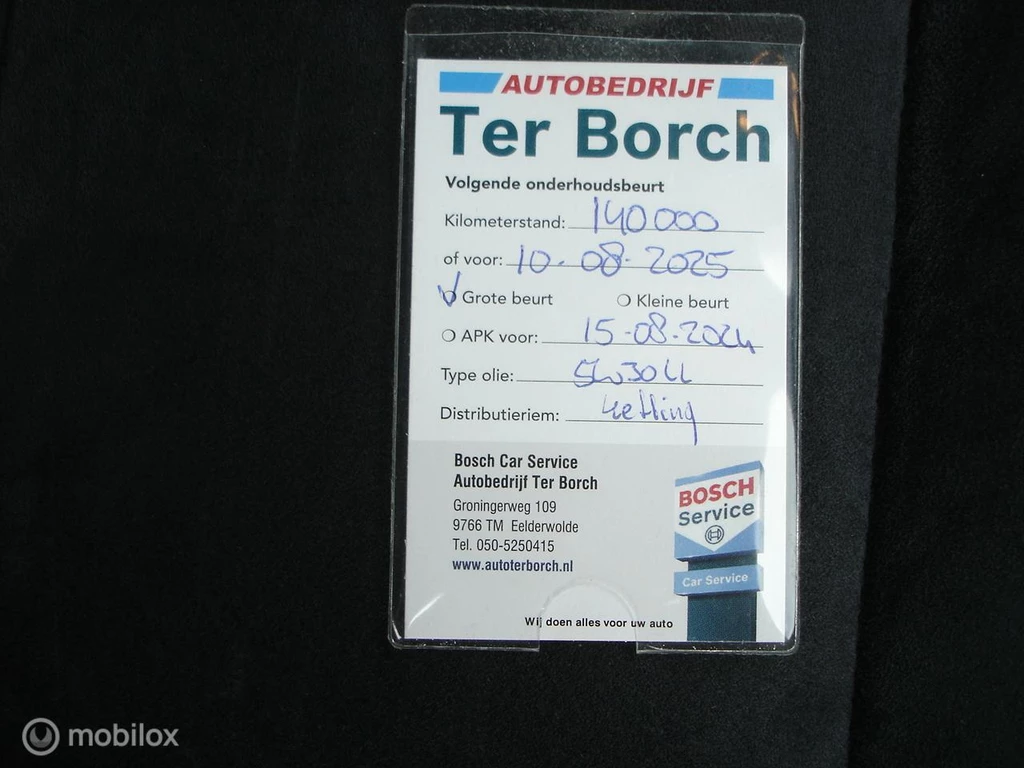 AUTOBEDRIJF
Ter Borch
Volgende onderhoudsbeurt
Kilometerstand: 140000
of voor: 10-08-2025
Grote beurt Kleine beurt
APK voor: 15-08-2024
Type olie: 5w30LL
Distributieriem: ketting
Bosch Car Service
Autobedrijf Ter Borch
Groningerweg 109
9766 TM Eelderwolde
Tel. 050-5250415
www.autoterborch.nl
BOSCH
Service
Car Service
Wij doen alles voor uw auto
mobilox